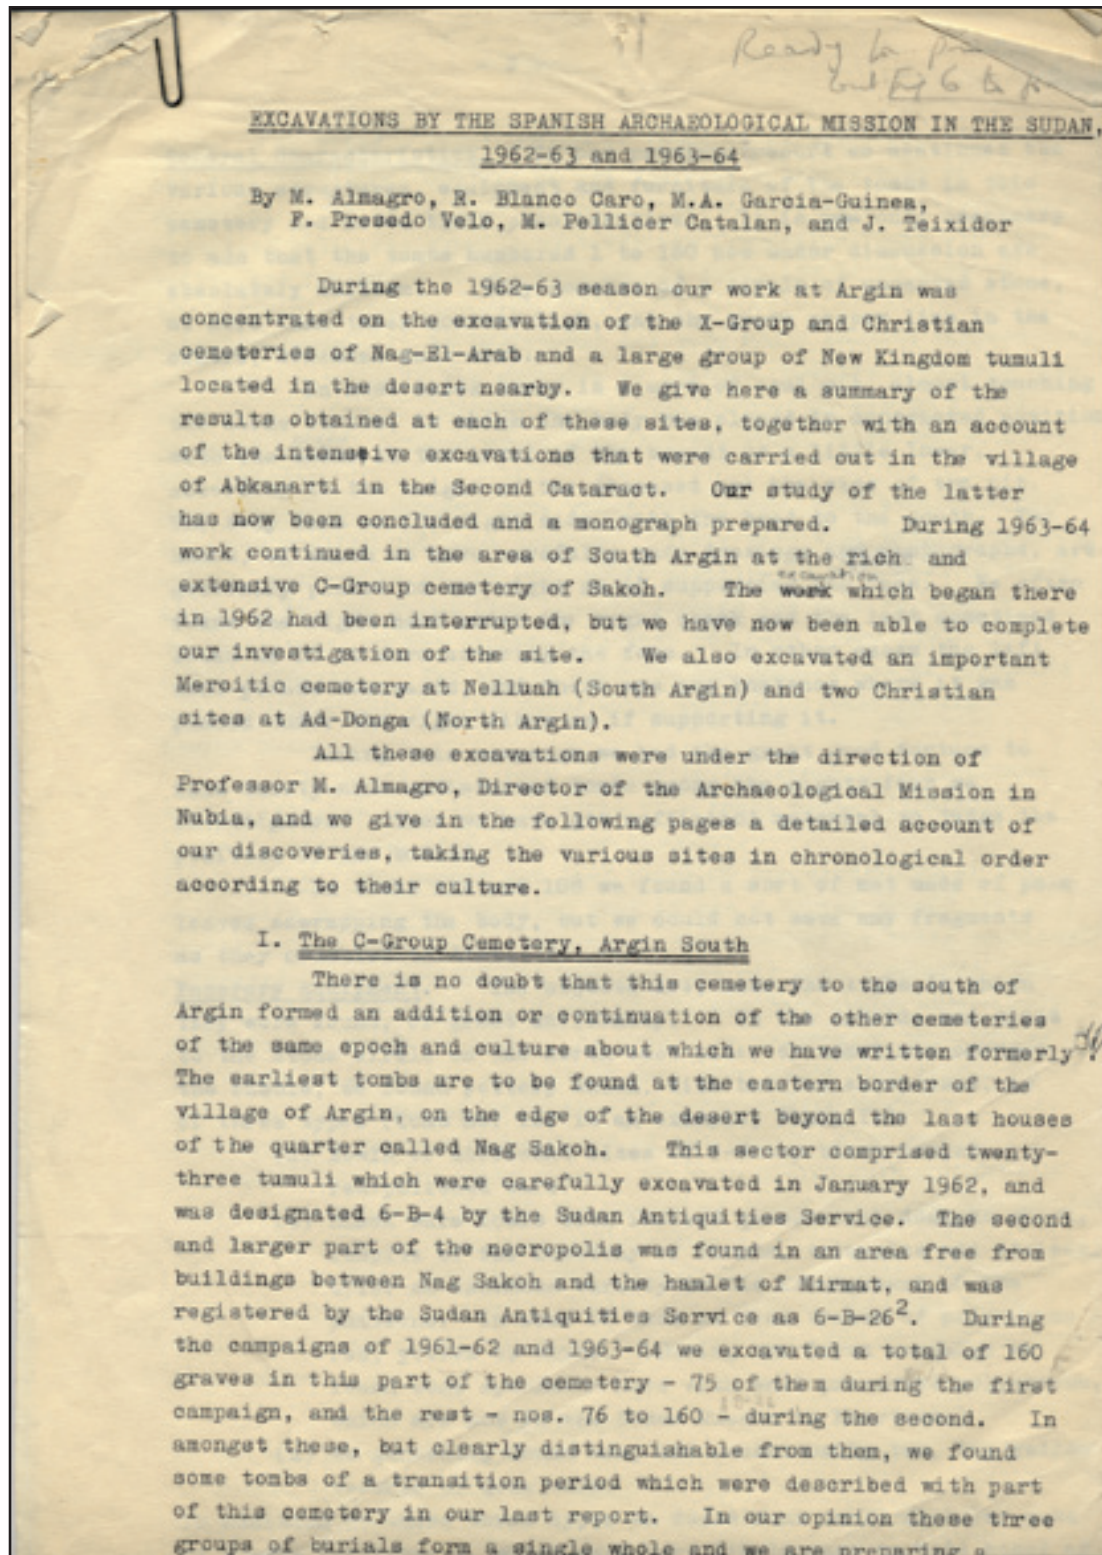 Ready
EXCAVATIONS BY THE SPANISH ARCHAEOLOGICAL MISSION IN THE SUDAN,
1962-63 and 1963-64
By M. Almagro, R. Blanco Caro, M.A. Garcia-Guinea,
F. Presedo Velo, M. Pellicer Catalan, and J. Teixidor
During the 1962-63 season our work at Argin was
concentrated on the excavation of the X-Group and Christian
cemeteries of Nag-El-Arab and a large group of New Kingdom tumuli
located in the desert nearby. We give here a summary of the
results obtained at each of these sites, together with an account
of the intensive excavations that were carried out in the village
of Abkanarti in the Second Cataract. Our study of the latter
has now been concluded and a monograph prepared. During 1963-64
work continued in the area of South Argin at the rich and
extensive C-Group cemetery of Sakoh. The work excavation which began there
in 1962 had been interrupted, but we have now been able to complete
our investigation of the site. We also excavated an important
Meroitic cemetery at Nelluah (South Argin) and two Christian
sites at Ad-Donga (North Argin).
All these excavations were under the direction of
Professor M. Almagro, Director of the Archaeological Mission in
Nubia, and we give in the following pages a detailed account of
our discoveries, taking the various sites in chronological order
according to their culture.
I. The C-Group Cemetery, Argin South
There is no doubt that this cemetery to the south of
Argin formed an addition or continuation of the other cemeteries
of the same epoch and culture about which we have written formerly
The earliest tombs are to be found at the eastern border of the
village of Argin, on the edge of the desert beyond the last houses
of the quarter called Nag Sakoh. This sector comprised twenty-
three tumuli which were carefully excavated in January 1962, and
was designated 6-B-4 by the Sudan Antiquities Service. The second
and larger part of the necropolis was found in an area free from
buildings between Nag Sakoh and the hamlet of Mirmat, and was
registered by the Sudan Antiquities Service as 6-B-26². During
the campaigns of 1961-62 and 1963-64 we excavated a total of 160
graves in this part of the cemetery - 75 of them during the first
campaign, and the rest - nos. 76 to 160 - during the second. In
amongst these, but clearly distinguishable from them, we found
some tombs of a transition period which were described with part
of this cemetery in our last report. In our opinion these three
groups of burials form a single whole and we are preparing a